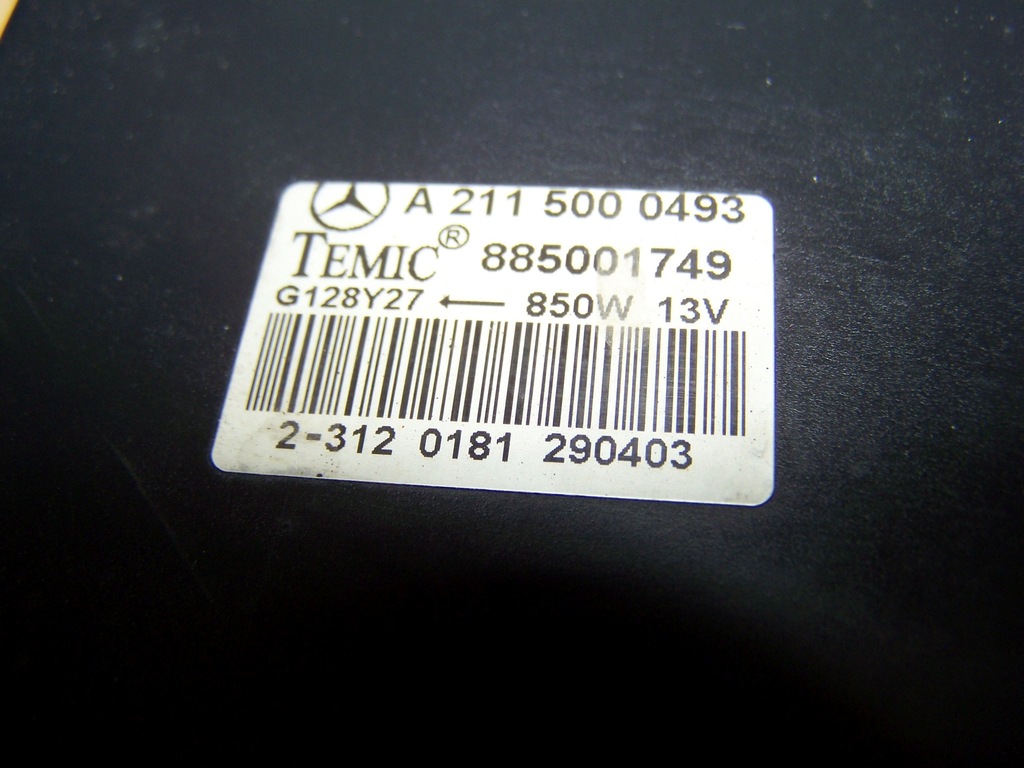 A 211 500 0493
TEMIC® 885001749
G128Y27 ← 850W 13V
2-312 0181 290403